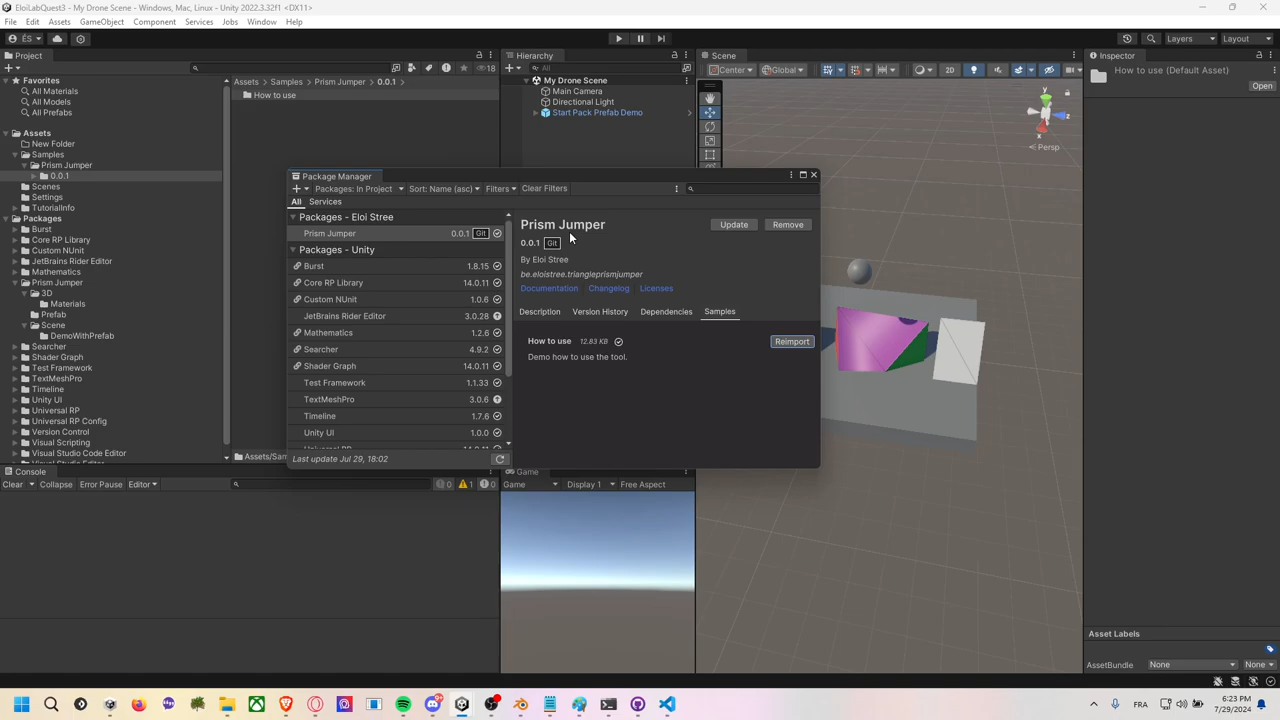 EloiLabQuest3 - My Drone Scene - Windows, Mac, Linux - Unity 2022.3.32f1 <DX11>
File Edit Assets GameObject Component Services Jobs Window Help
ÉS Layers Layout
Project
18
Favorites
All Materials
All Models
All Prefabs
Assets
New Folder
Samples
Prism Jumper
0.0.1
Scenes
Settings
TutorialInfo
Packages
Burst
Core RP Library
Custom NUnit
JetBrains Rider Editor
Mathematics
Prism Jumper
3D
Materials
Prefab
Scene
DemoWithPrefab
Searcher
Shader Graph
Test Framework
TextMeshPro
Timeline
Unity UI
Universal RP
Universal RP Config
Version Control
Visual Scripting
Visual Studio Code Editor
Visual Studio Editor
Assets > Samples > Prism Jumper > 0.0.1 >
How to use
Assets/Sam
Hierarchy
All
My Drone Scene
Main Camera
Directional Light
Start Pack Prefab Demo
Scene
Center Global 2D
y
z
Persp
Inspector
How to use (Default Asset)
Open
Package Manager
Packages: In Project Sort: Name (asc) Filters Clear Filters
All Services
Packages - Eloi Stree
Prism Jumper 0.0.1 Git
Packages - Unity
Burst 1.8.15
Core RP Library 14.0.11
Custom NUnit 1.0.6
JetBrains Rider Editor 3.0.28
Mathematics 1.2.6
Searcher 4.9.2
Shader Graph 14.0.11
Test Framework 1.1.33
TextMeshPro 3.0.6
Timeline 1.7.6
Unity UI 1.0.0
Universal RP 14.0.11
Last update Jul 29, 18:02
Prism Jumper Update Remove
0.0.1 Git
By Eloi Stree
be.eloistree.triangleprismjumper
Documentation Changelog Licenses
Description Version History Dependencies Samples
How to use 12.83 KB Reimport
Demo how to use the tool.
Console
Clear Collapse Error Pause Editor 0 1 0
Game
Game Display 1 Free Aspect
Asset Labels
AssetBundle None None
9+
FRA
6:23 PM
7/29/2024